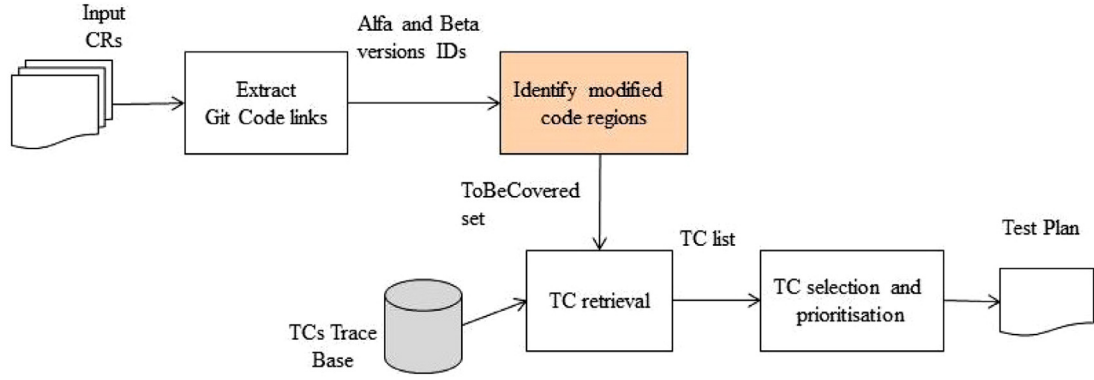 Input
CRs
Extract
Git Code links
Alfa and Beta
versions IDs
Identify modified
code regions
ToBeCovered
set
TCs Trace
Base
TC retrieval
TC list
TC selection and
prioritisation
Test Plan